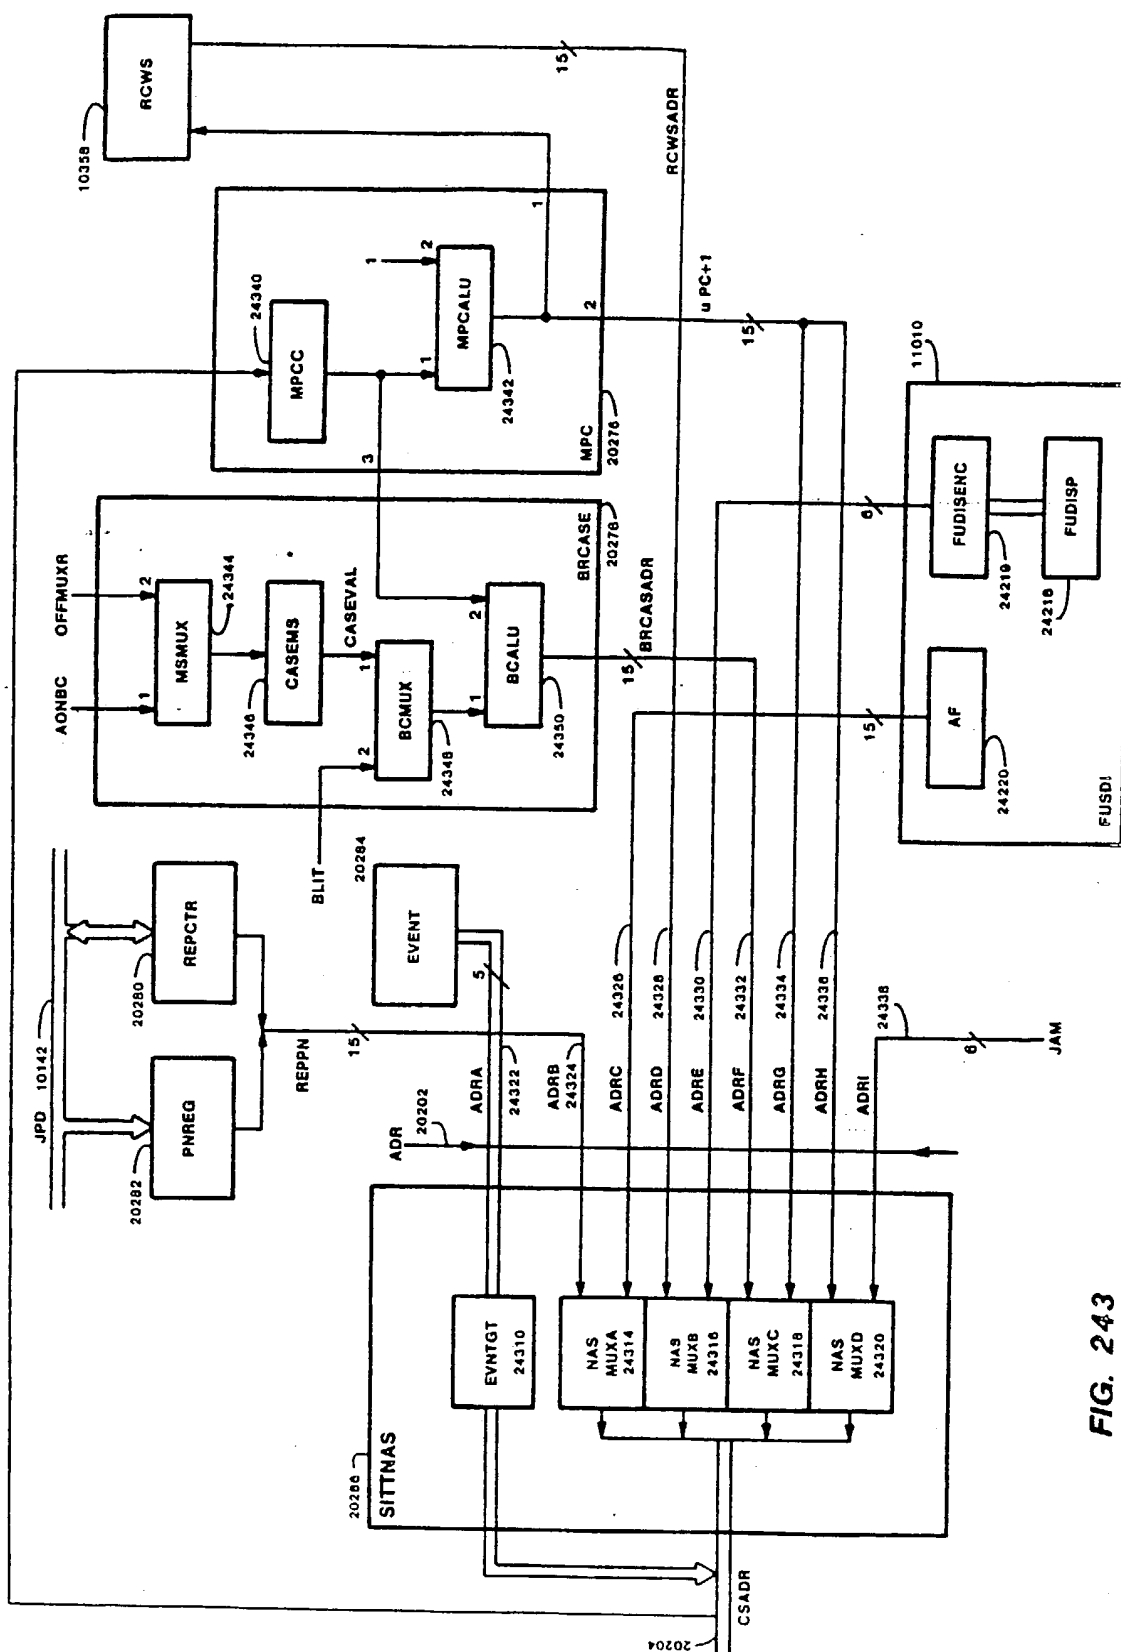 JPD
10142
PNREG
20282
REPCTR
20280
REPPN
15
AONBC
OFFMUXR
1
2
MSMUX
24344
CASEMS
24346
CASEVAL
BLIT
2
1
BCMUX
24348
1
2
BCALU
24350
BRCASE
20278
3
MPCC
24340
1
1
2
MPCALU
24342
MPC
20276
2
1
RCWS
10358
15
RCWSADR
u PC+1
15
BRCASADR
15
EVENT
20284
5
ADR
20202
ADRA
24322
ADRB
24324
ADRC
24326
ADRD
24328
ADRE
24330
ADRF
24332
ADRG
24334
ADRH
24336
ADRI
24338
6
JAM
SITTNAS
20286
EVNTGT
24310
NAS
MUXA
24314
NAS
MUXB
24316
NAS
MUXC
24318
NAS
MUXD
24320
CSADR
20204
FUSDI
11010
AF
24220
15
FUDISENC
24219
6
FUDISP
24218
FIG. 243